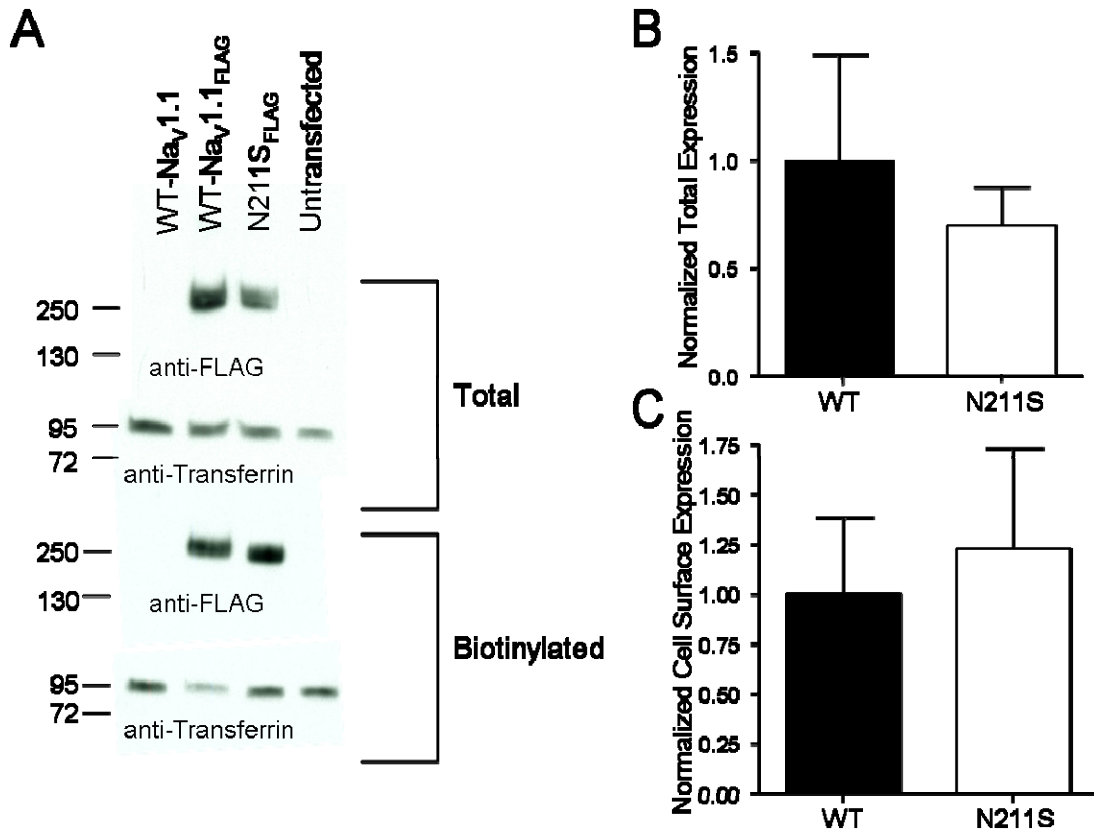 A
WT-NaV1.1
WT-NaV1.1FLAG
N211SFLAG
Untransfected
250
130
anti-FLAG
95
72
anti-Transferrin
Total
250
130
anti-FLAG
95
72
anti-Transferrin
Biotinylated
B
Normalized Total Expression
1.5
1.0
0.5
0.0
WT
N211S
C
Normalized Cell Surface Expression
1.75
1.50
1.25
1.00
0.75
0.50
0.25
0.00
WT
N211S